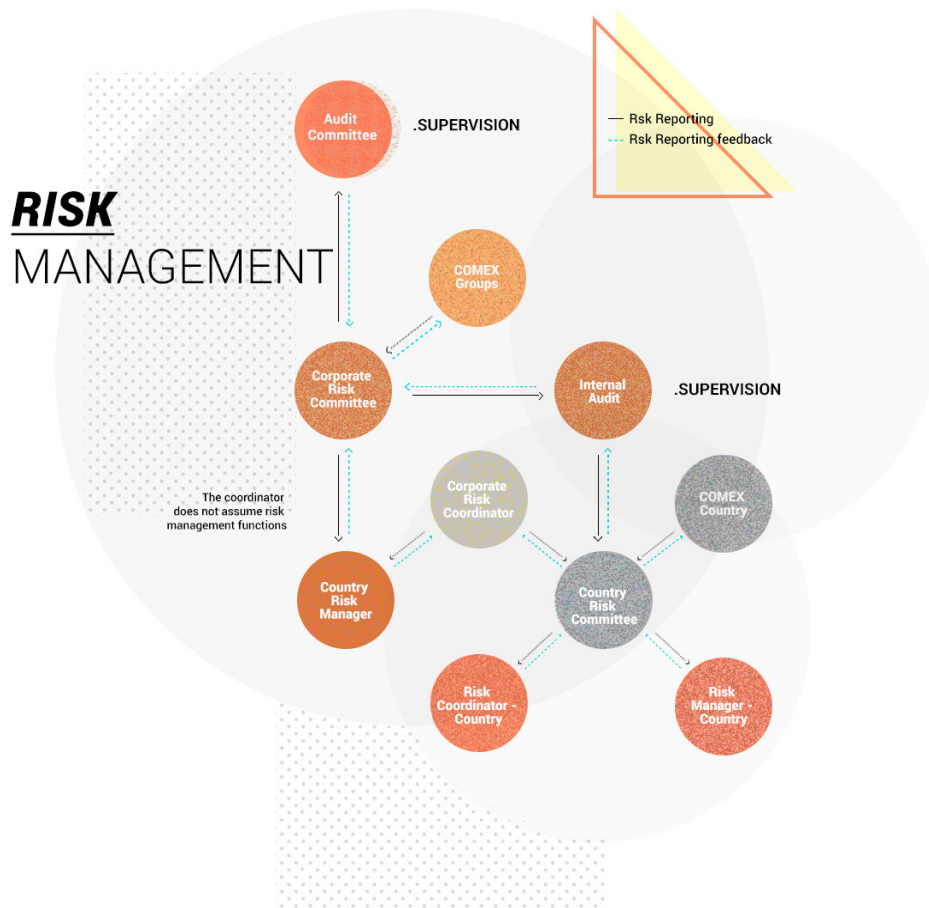 Audit
Committee
.SUPERVISION
Rsk Reporting
Rsk Reporting feedback
RISK
MANAGEMENT
COMEX
Groups
Corporate
Risk
Committee
Internal
Audit
.SUPERVISION
Corporate
Risk
Coordinator
COMEX
Country
The coordinator
does not assume risk
management functions
Country
Risk
Manager
Country
Risk
Committee
Risk
Coordinator -
Country
Risk
Manager -
Country